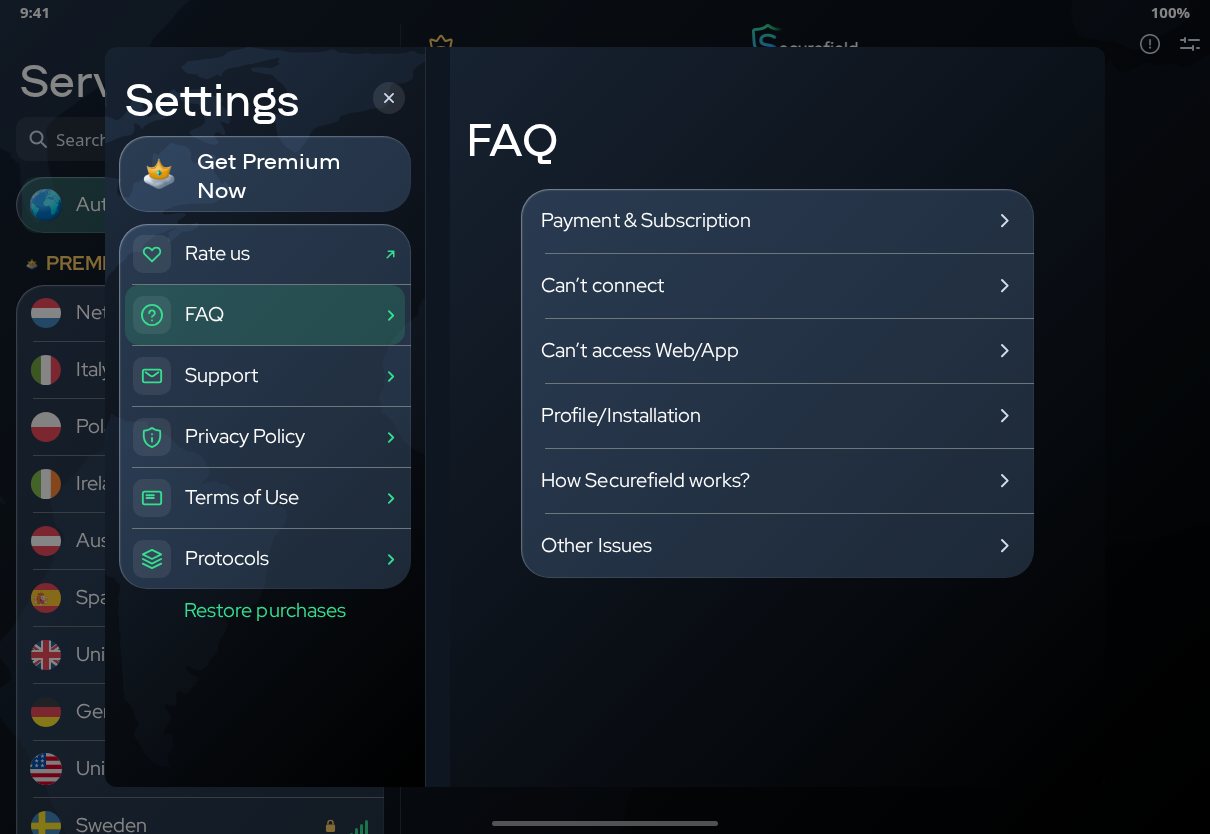 9:41
100%
Securefield
Search
Settings
Get Premium
Now
Rate us
FAQ
Support
Privacy Policy
Terms of Use
Protocols
Restore purchases
FAQ
Payment & Subscription
Can’t connect
Can’t access Web/App
Profile/Installation
How Securefield works?
Other Issues
Sweden